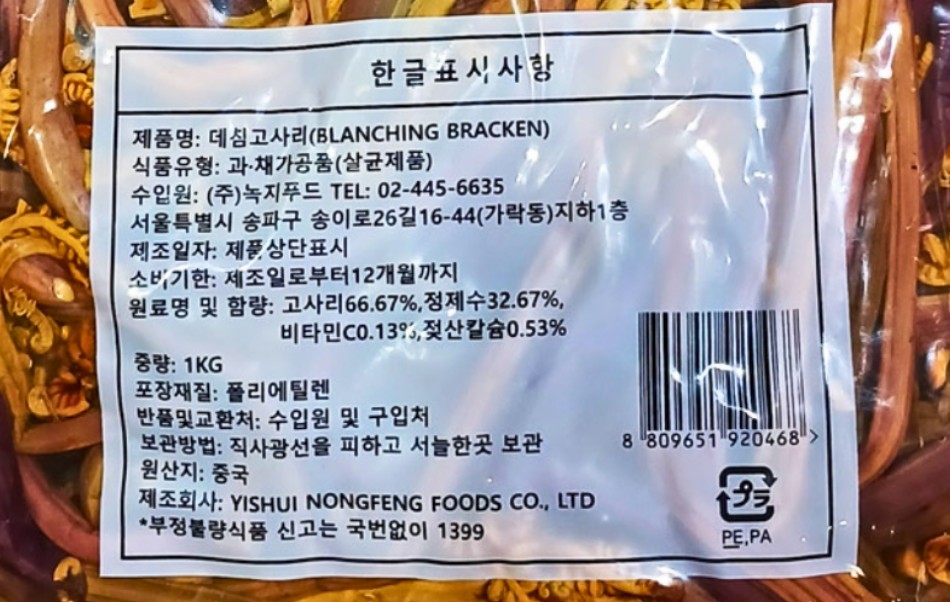 한글표시사항
제품명: 데침고사리(BLANCHING BRACKEN)
식품유형: 과·채가공품(살균제품)
수입원: (주)녹지푸드 TEL: 02-445-6635
서울특별시 송파구 송이로26길16-44(가락동)지하1층
제조일자: 제품상단표시
소비기한: 제조일로부터12개월까지
원료명 및 함량: 고사리66.67%,정제수32.67%,
비타민C0.13%,젖산칼슘0.53%
중량: 1KG
포장재질: 폴리에틸렌
반품및교환처: 수입원 및 구입처
보관방법: 직사광선을 피하고 서늘한곳 보관
원산지: 중국
제조회사: YISHUI NONGFENG FOODS CO., LTD
*부정불량식품 신고는 국번없이 1399
8 809651 920468 >
プラ
PE,PA